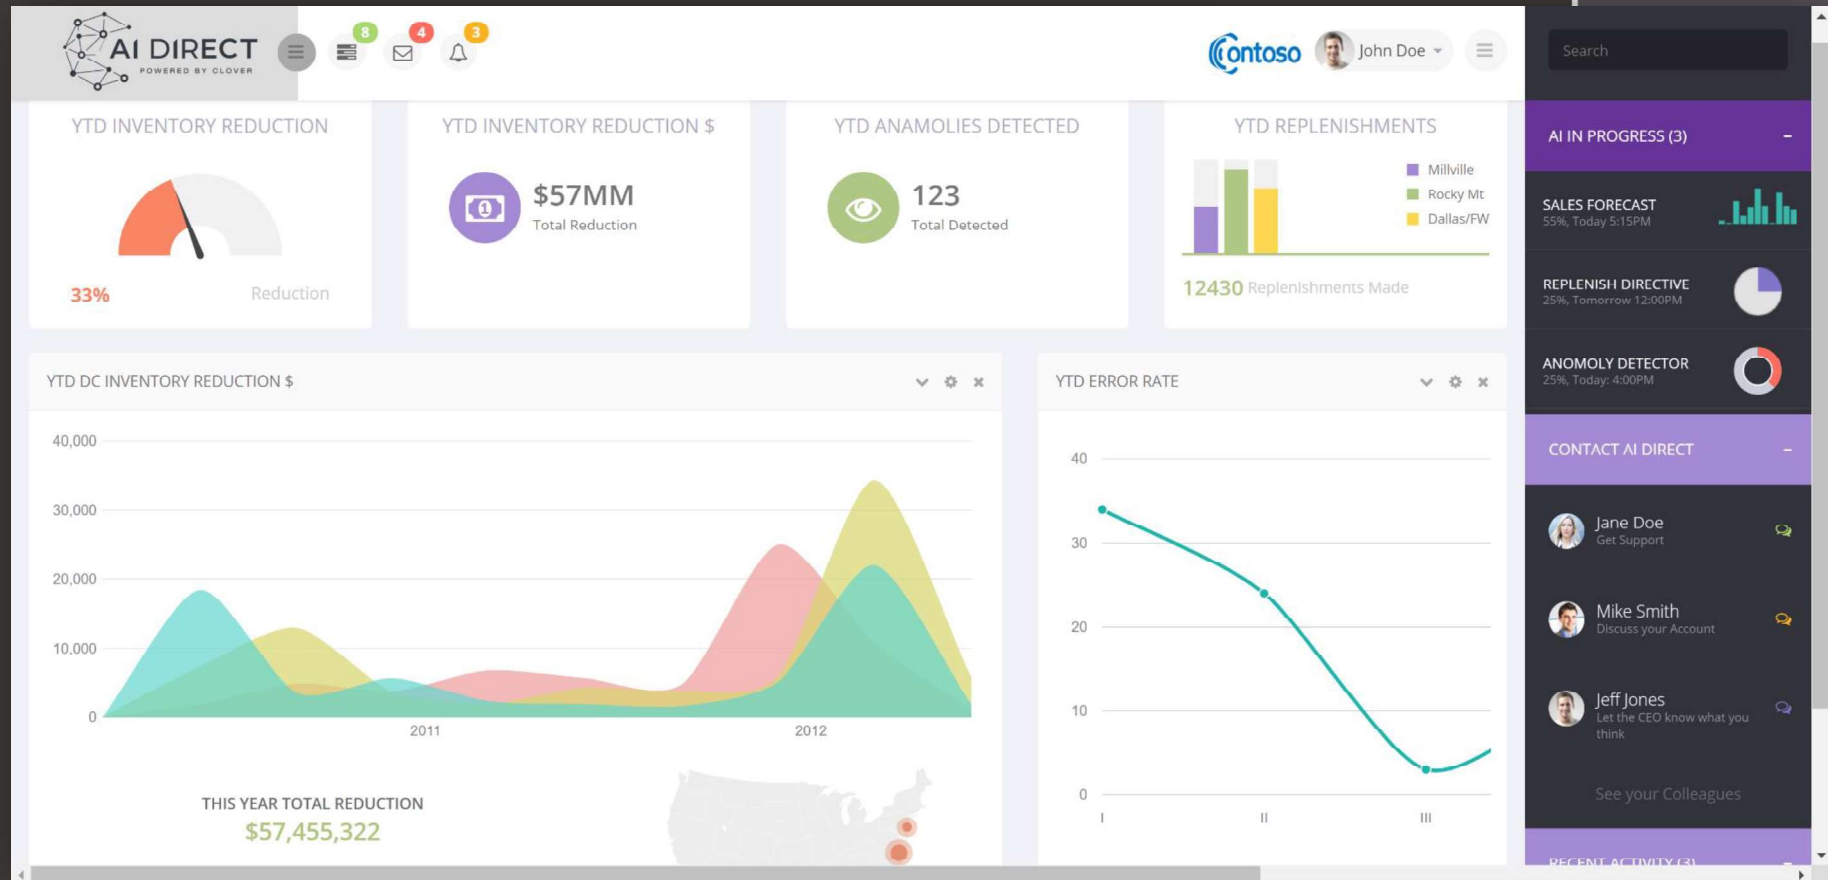 AI DIRECT
POWERED BY CLOVER
8
4
3
Contoso
John Doe
Search
YTD INVENTORY REDUCTION
33%
Reduction
YTD INVENTORY REDUCTION $
$57MM
Total Reduction
YTD ANAMOLIES DETECTED
123
Total Detected
YTD REPLENISHMENTS
Millville
Rocky Mt
Dallas/FW
12430 Replenishments Made
YTD DC INVENTORY REDUCTION $
40,000
30,000
20,000
10,000
0
2011
2012
THIS YEAR TOTAL REDUCTION
$57,455,322
YTD ERROR RATE
40
30
20
10
0
I
II
III
AI IN PROGRESS (3)
SALES FORECAST
55%, Today 5:15PM
REPLENISH DIRECTIVE
25%, Tomorrow 12:00PM
ANOMOLY DETECTOR
25%, Today: 4:00PM
CONTACT AI DIRECT
Jane Doe
Get Support
Mike Smith
Discuss your Account
Jeff Jones
Let the CEO know what you
think
See your Colleagues
RECENT ACTIVITY (3)